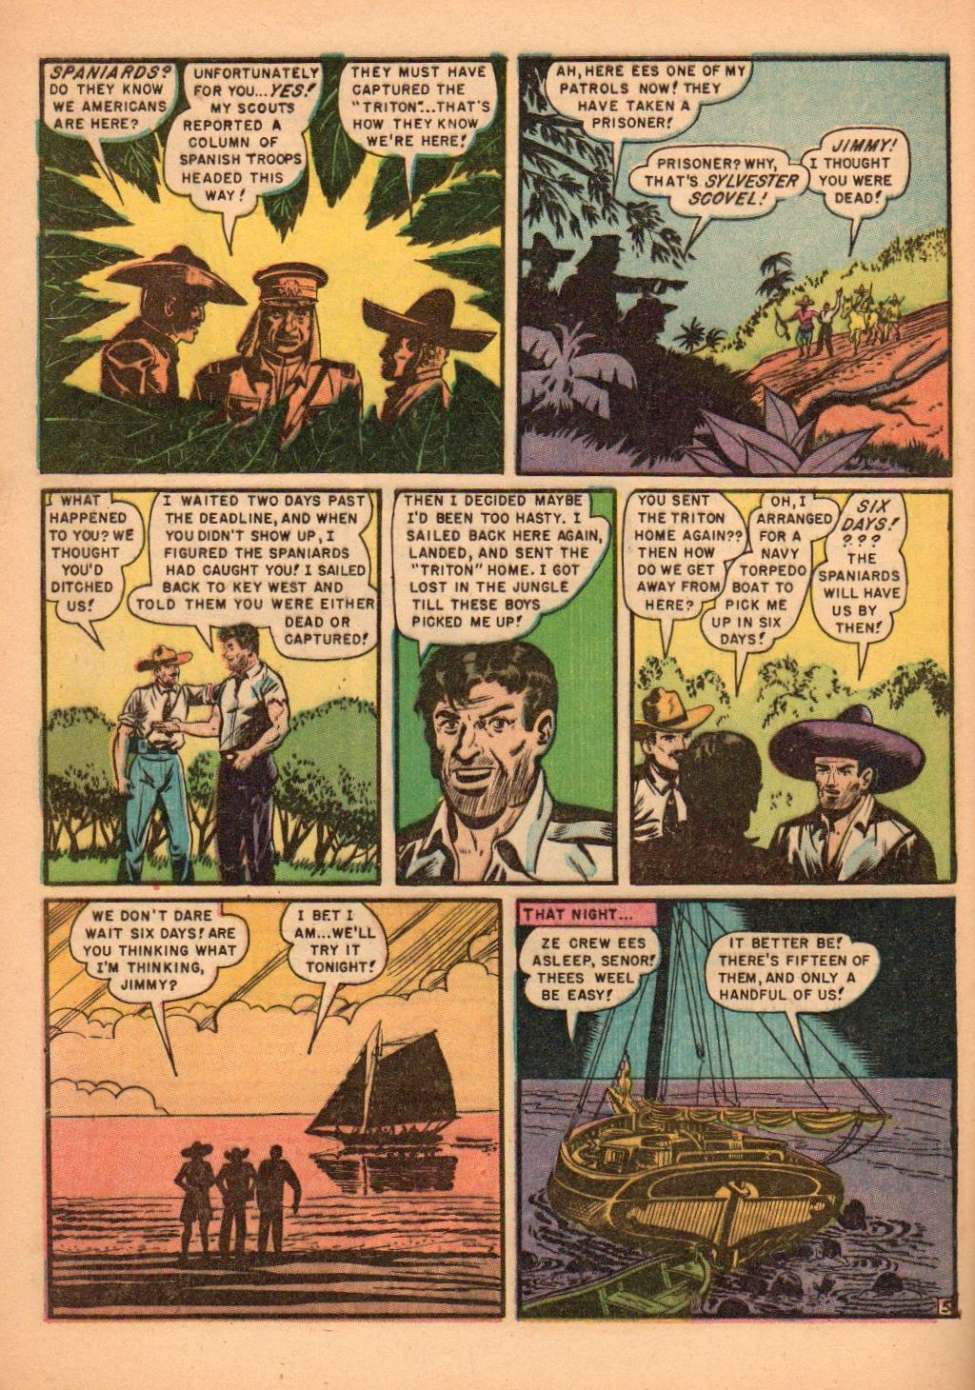 SPANIARDS?
DO THEY KNOW
WE AMERICANS
ARE HERE?
UNFORTUNATELY
FOR YOU...YES!
MY SCOUTS
REPORTED A
COLUMN OF
SPANISH TROOPS
HEADED THIS
WAY!
THEY MUST HAVE
CAPTURED THE
"TRITON"...THAT'S
HOW THEY KNOW
WE'RE HERE!
AH, HERE EES ONE OF MY
PATROLS NOW! THEY
HAVE TAKEN A
PRISONER!
PRISONER? WHY,
THAT'S SYLVESTER
SCOVEL!
JIMMY!
I THOUGHT
YOU WERE
DEAD!
WHAT
HAPPENED
TO YOU? WE
THOUGHT
YOU'D
DITCHED
US!
I WAITED TWO DAYS PAST
THE DEADLINE, AND WHEN
YOU DIDN'T SHOW UP, I
FIGURED THE SPANIARDS
HAD CAUGHT YOU! I SAILED
BACK TO KEY WEST AND
TOLD THEM YOU WERE EITHER
DEAD OR
CAPTURED!
THEN I DECIDED MAYBE
I'D BEEN TOO HASTY. I
SAILED BACK HERE AGAIN,
LANDED, AND SENT THE
"TRITON" HOME. I GOT
LOST IN THE JUNGLE
TILL THESE BOYS
PICKED ME UP!
YOU SENT
THE TRITON
HOME AGAIN??
THEN HOW
DO WE GET
AWAY FROM
HERE?
OH, I
ARRANGED
FOR A
NAVY
TORPEDO
BOAT TO
PICK ME
UP IN SIX
DAYS!
SIX
DAYS!
???
THE
SPANIARDS
WILL HAVE
US BY
THEN!
WE DON'T DARE
WAIT SIX DAYS! ARE
YOU THINKING WHAT
I'M THINKING,
JIMMY?
I BET I
AM...WE'LL
TRY IT
TONIGHT!
THAT NIGHT...
ZE CREW EES
ASLEEP, SENOR!
THEES WEEL
BE EASY!
IT BETTER BE!
THERE'S FIFTEEN OF
THEM, AND ONLY A
HANDFUL OF US!
5